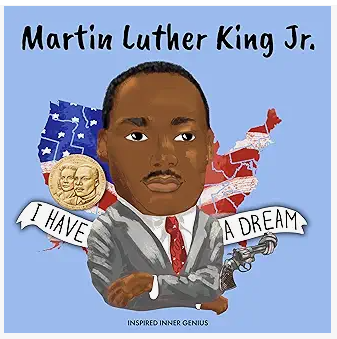 Martin Luther King Jr.
I HAVE
A DREAM
INSPIRED INNER GENIUS